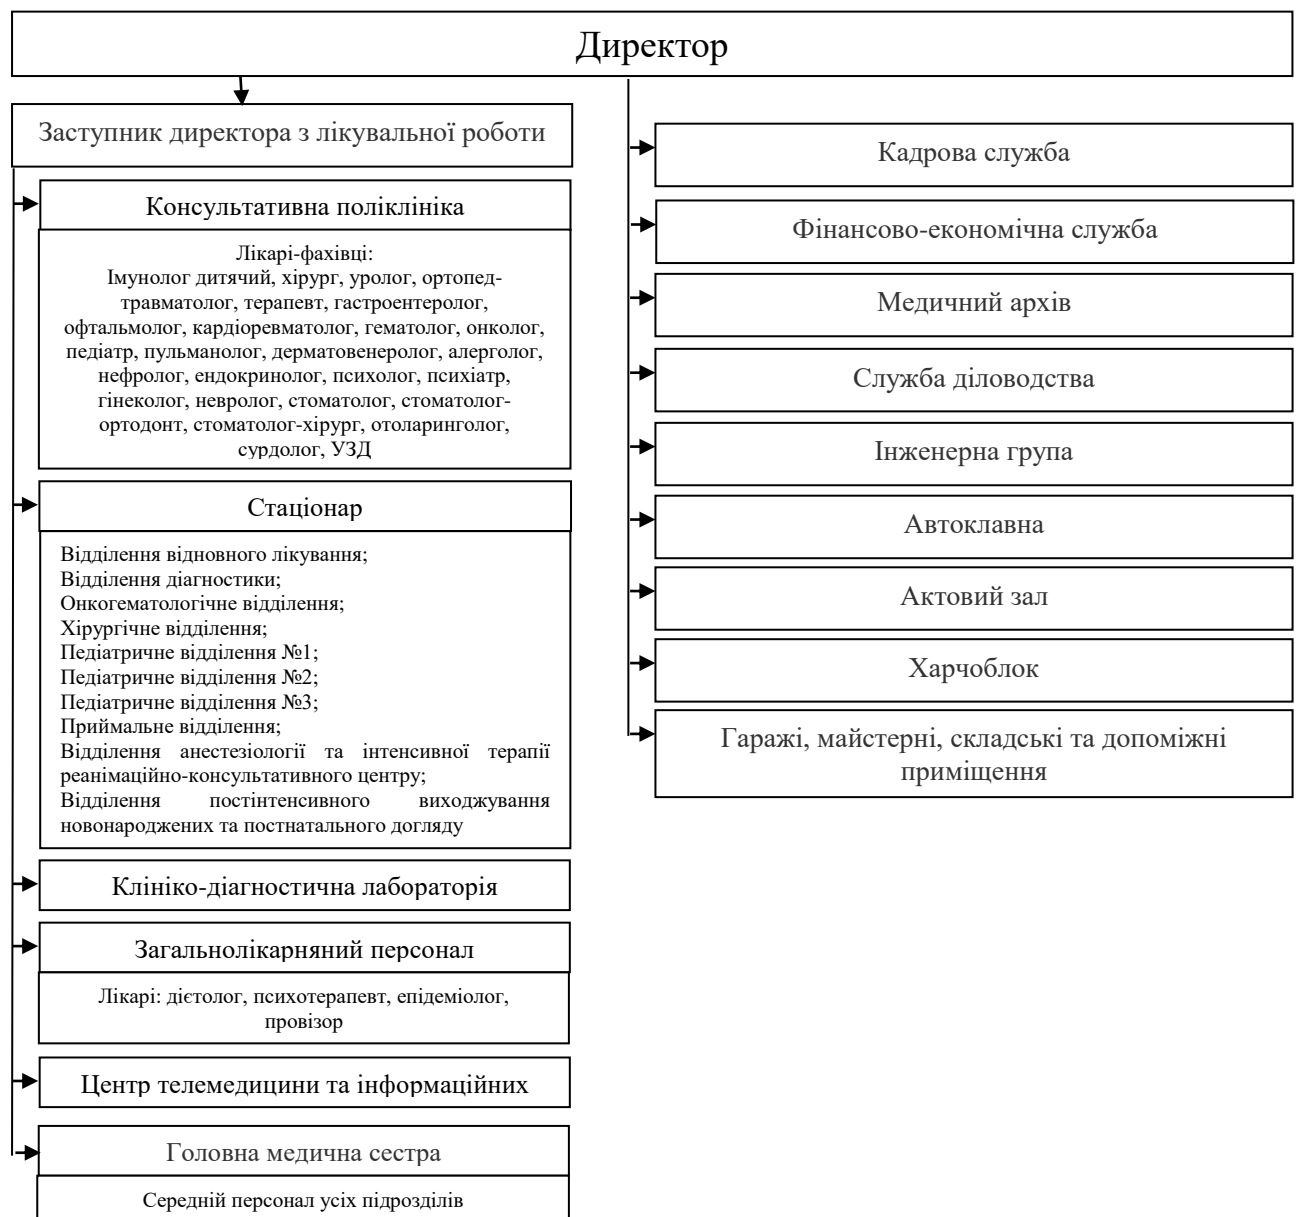 Директор
Заступник директора з лікувальної роботи
Консультативна поліклініка
Лікарі-фахівці:
Імунолог дитячий, хірург, уролог, ортопед-
травматолог, терапевт, гастроентеролог,
офтальмолог, кардіоревматолог, гематолог, онколог,
педіатр, пульманолог, дерматовенеролог, алерголог,
нефролог, ендокринолог, психолог, психіатр,
гінеколог, невролог, стоматолог, стоматолог-
ортодонт, стоматолог-хірург, отоларинголог,
сурдолог, УЗД
Стаціонар
Відділення відновного лікування;
Відділення діагностики;
Онкогематологічне відділення;
Хірургічне відділення;
Педіатричне відділення №1;
Педіатричне відділення №2;
Педіатричне відділення №3;
Приймальне відділення;
Відділення анестезіології та інтенсивної терапії
реанімаційно-консультативного центру;
Відділення постінтенсивного виходжування
новонароджених та постнатального догляду
Клініко-діагностична лабораторія
Загальнолікарняний персонал
Лікарі: дієтолог, психотерапевт, епідеміолог,
провізор
Центр телемедицини та інформаційних
Головна медична сестра
Середній персонал усіх підрозділів
Кадрова служба
Фінансово-економічна служба
Медичний архів
Служба діловодства
Інженерна група
Автоклавна
Актовий зал
Харчоблок
Гаражі, майстерні, складські та допоміжні
приміщення